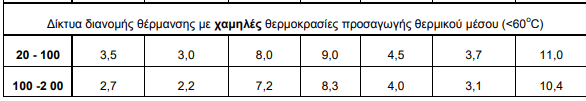 Δίκτυα διανομής θέρμανσης με χαμηλές θερμοκρασίες προσαγωγής θερμικού μέσου (<60°C)
20 - 100 3,5 3,0 8,0 9,0 4,5 3,7 11,0
100 -2 00 2,7 2,2 7,2 8,3 4,0 3,1 10,4